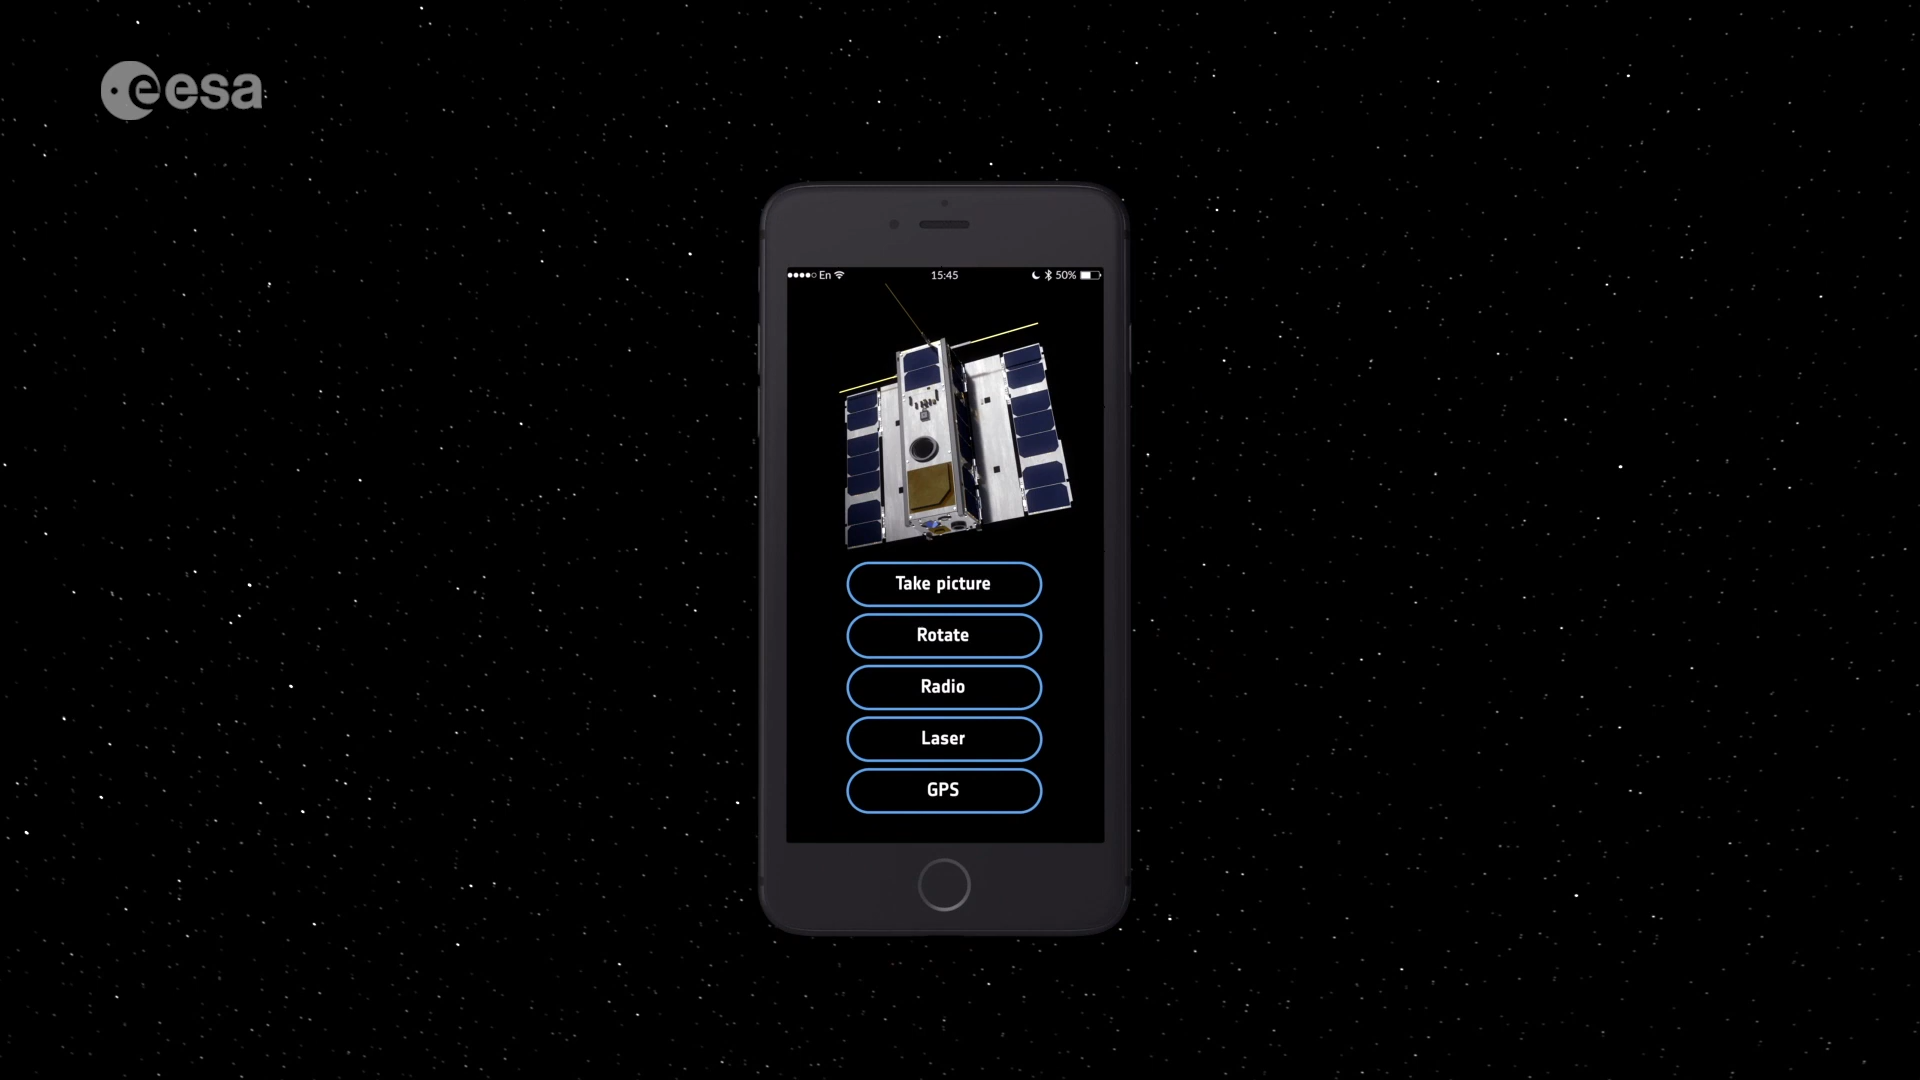 esa
En 15:45 50%
Take picture
Rotate
Radio
Laser
GPS